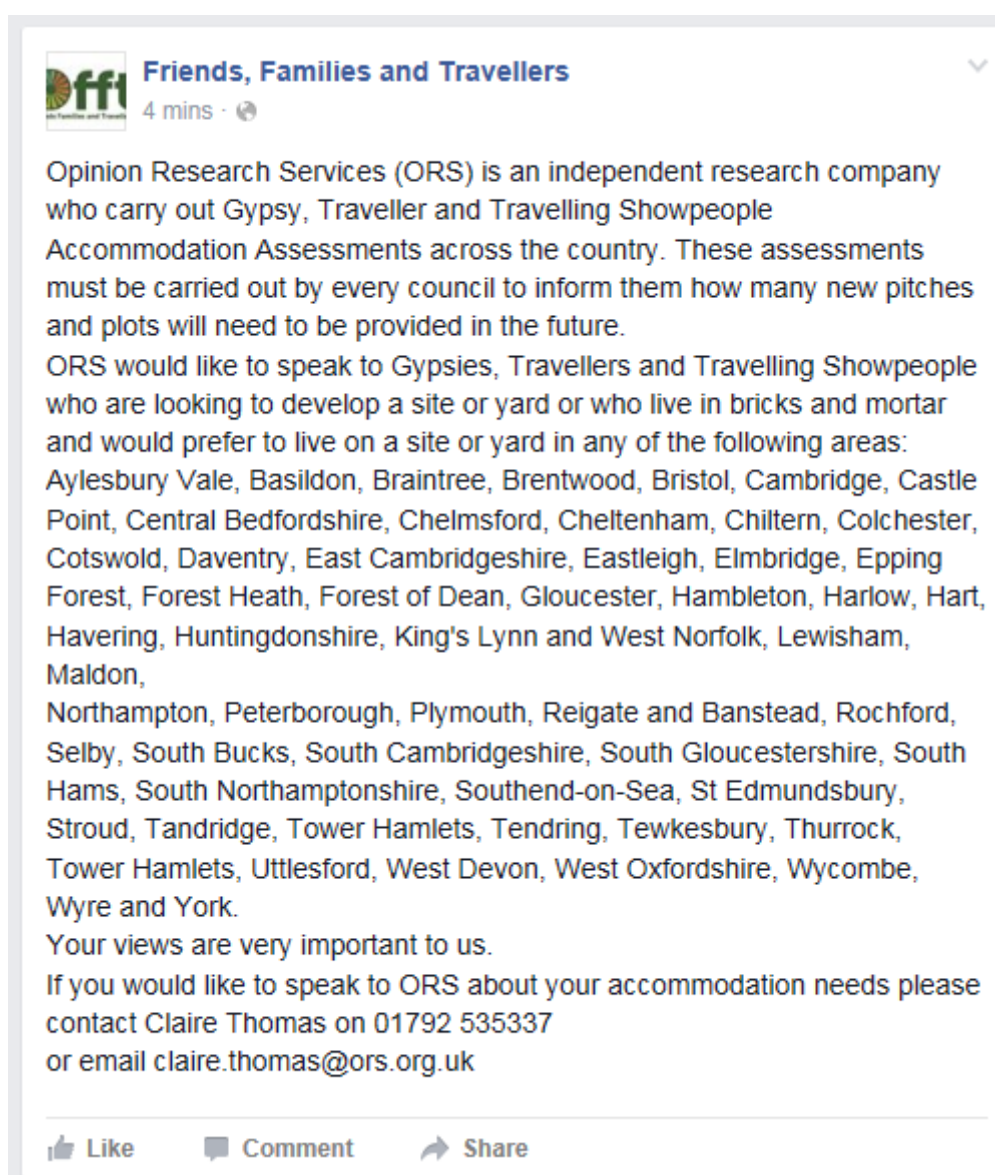 fft
Friends, Families and Travellers
4 mins ·
Opinion Research Services (ORS) is an independent research company
who carry out Gypsy, Traveller and Travelling Showpeople
Accommodation Assessments across the country. These assessments
must be carried out by every council to inform them how many new pitches
and plots will need to be provided in the future.
ORS would like to speak to Gypsies, Travellers and Travelling Showpeople
who are looking to develop a site or yard or who live in bricks and mortar
and would prefer to live on a site or yard in any of the following areas:
Aylesbury Vale, Basildon, Braintree, Brentwood, Bristol, Cambridge, Castle
Point, Central Bedfordshire, Chelmsford, Cheltenham, Chiltern, Colchester,
Cotswold, Daventry, East Cambridgeshire, Eastleigh, Elmbridge, Epping
Forest, Forest Heath, Forest of Dean, Gloucester, Hambleton, Harlow, Hart,
Havering, Huntingdonshire, King's Lynn and West Norfolk, Lewisham,
Maldon,
Northampton, Peterborough, Plymouth, Reigate and Banstead, Rochford,
Selby, South Bucks, South Cambridgeshire, South Gloucestershire, South
Hams, South Northamptonshire, Southend-on-Sea, St Edmundsbury,
Stroud, Tandridge, Tower Hamlets, Tendring, Tewkesbury, Thurrock,
Tower Hamlets, Uttlesford, West Devon, West Oxfordshire, Wycombe,
Wyre and York.
Your views are very important to us.
If you would like to speak to ORS about your accommodation needs please
contact Claire Thomas on 01792 535337
or email claire.thomas@ors.org.uk
Like Comment Share